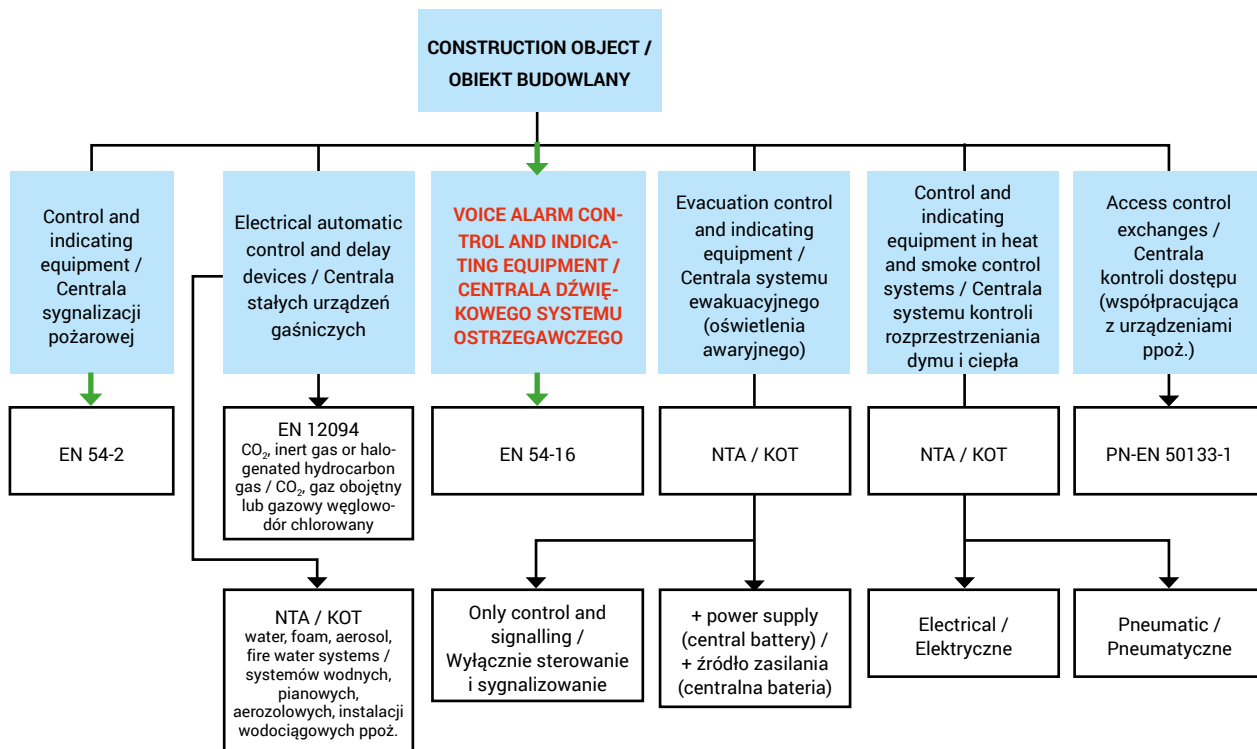 CONSTRUCTION OBJECT /
OBIEKT BUDOWLANY
Control and
indicating
equipment /
Centrala
sygnalizacji
pożarowej
Electrical automatic
control and delay
devices / Centrala
stałych urządzeń
gaśniczych
VOICE ALARM CON-
TROL AND INDICA-
TING EQUIPMENT /
CENTRALA DŹWIĘ-
KOWEGO SYSTEMU
OSTRZEGAWCZEGO
Evacuation control
and indicating
equipment /
Centrala systemu
ewakuacyjnego
(oświetlenia
awaryjnego)
Control and
indicating
equipment in heat
and smoke control
systems / Centrala
systemu kontroli
rozprzestrzeniania
dymu i ciepła
Access control
exchanges /
Centrala
kontroli dostępu
(współpracująca
z urządzeniami
ppoż.)
EN 54-2
EN 12094
CO₂, inert gas or halo-
genated hydrocarbon
gas / CO₂, gaz obojętny
lub gazowy węglowo-
dór chlorowany
EN 54-16
NTA / KOT
NTA / KOT
PN-EN 50133-1
NTA / KOT
water, foam, aerosol,
fire water systems /
systemów wodnych,
pianowych,
aerozolowych, instalacji
wodociągowych ppoż.
Only control and
signalling /
Wyłącznie sterowanie
i sygnalizowanie
+ power supply
(central battery) /
+ źródło zasilania
(centralna bateria)
Electrical /
Elektryczne
Pneumatic /
Pneumatyczne